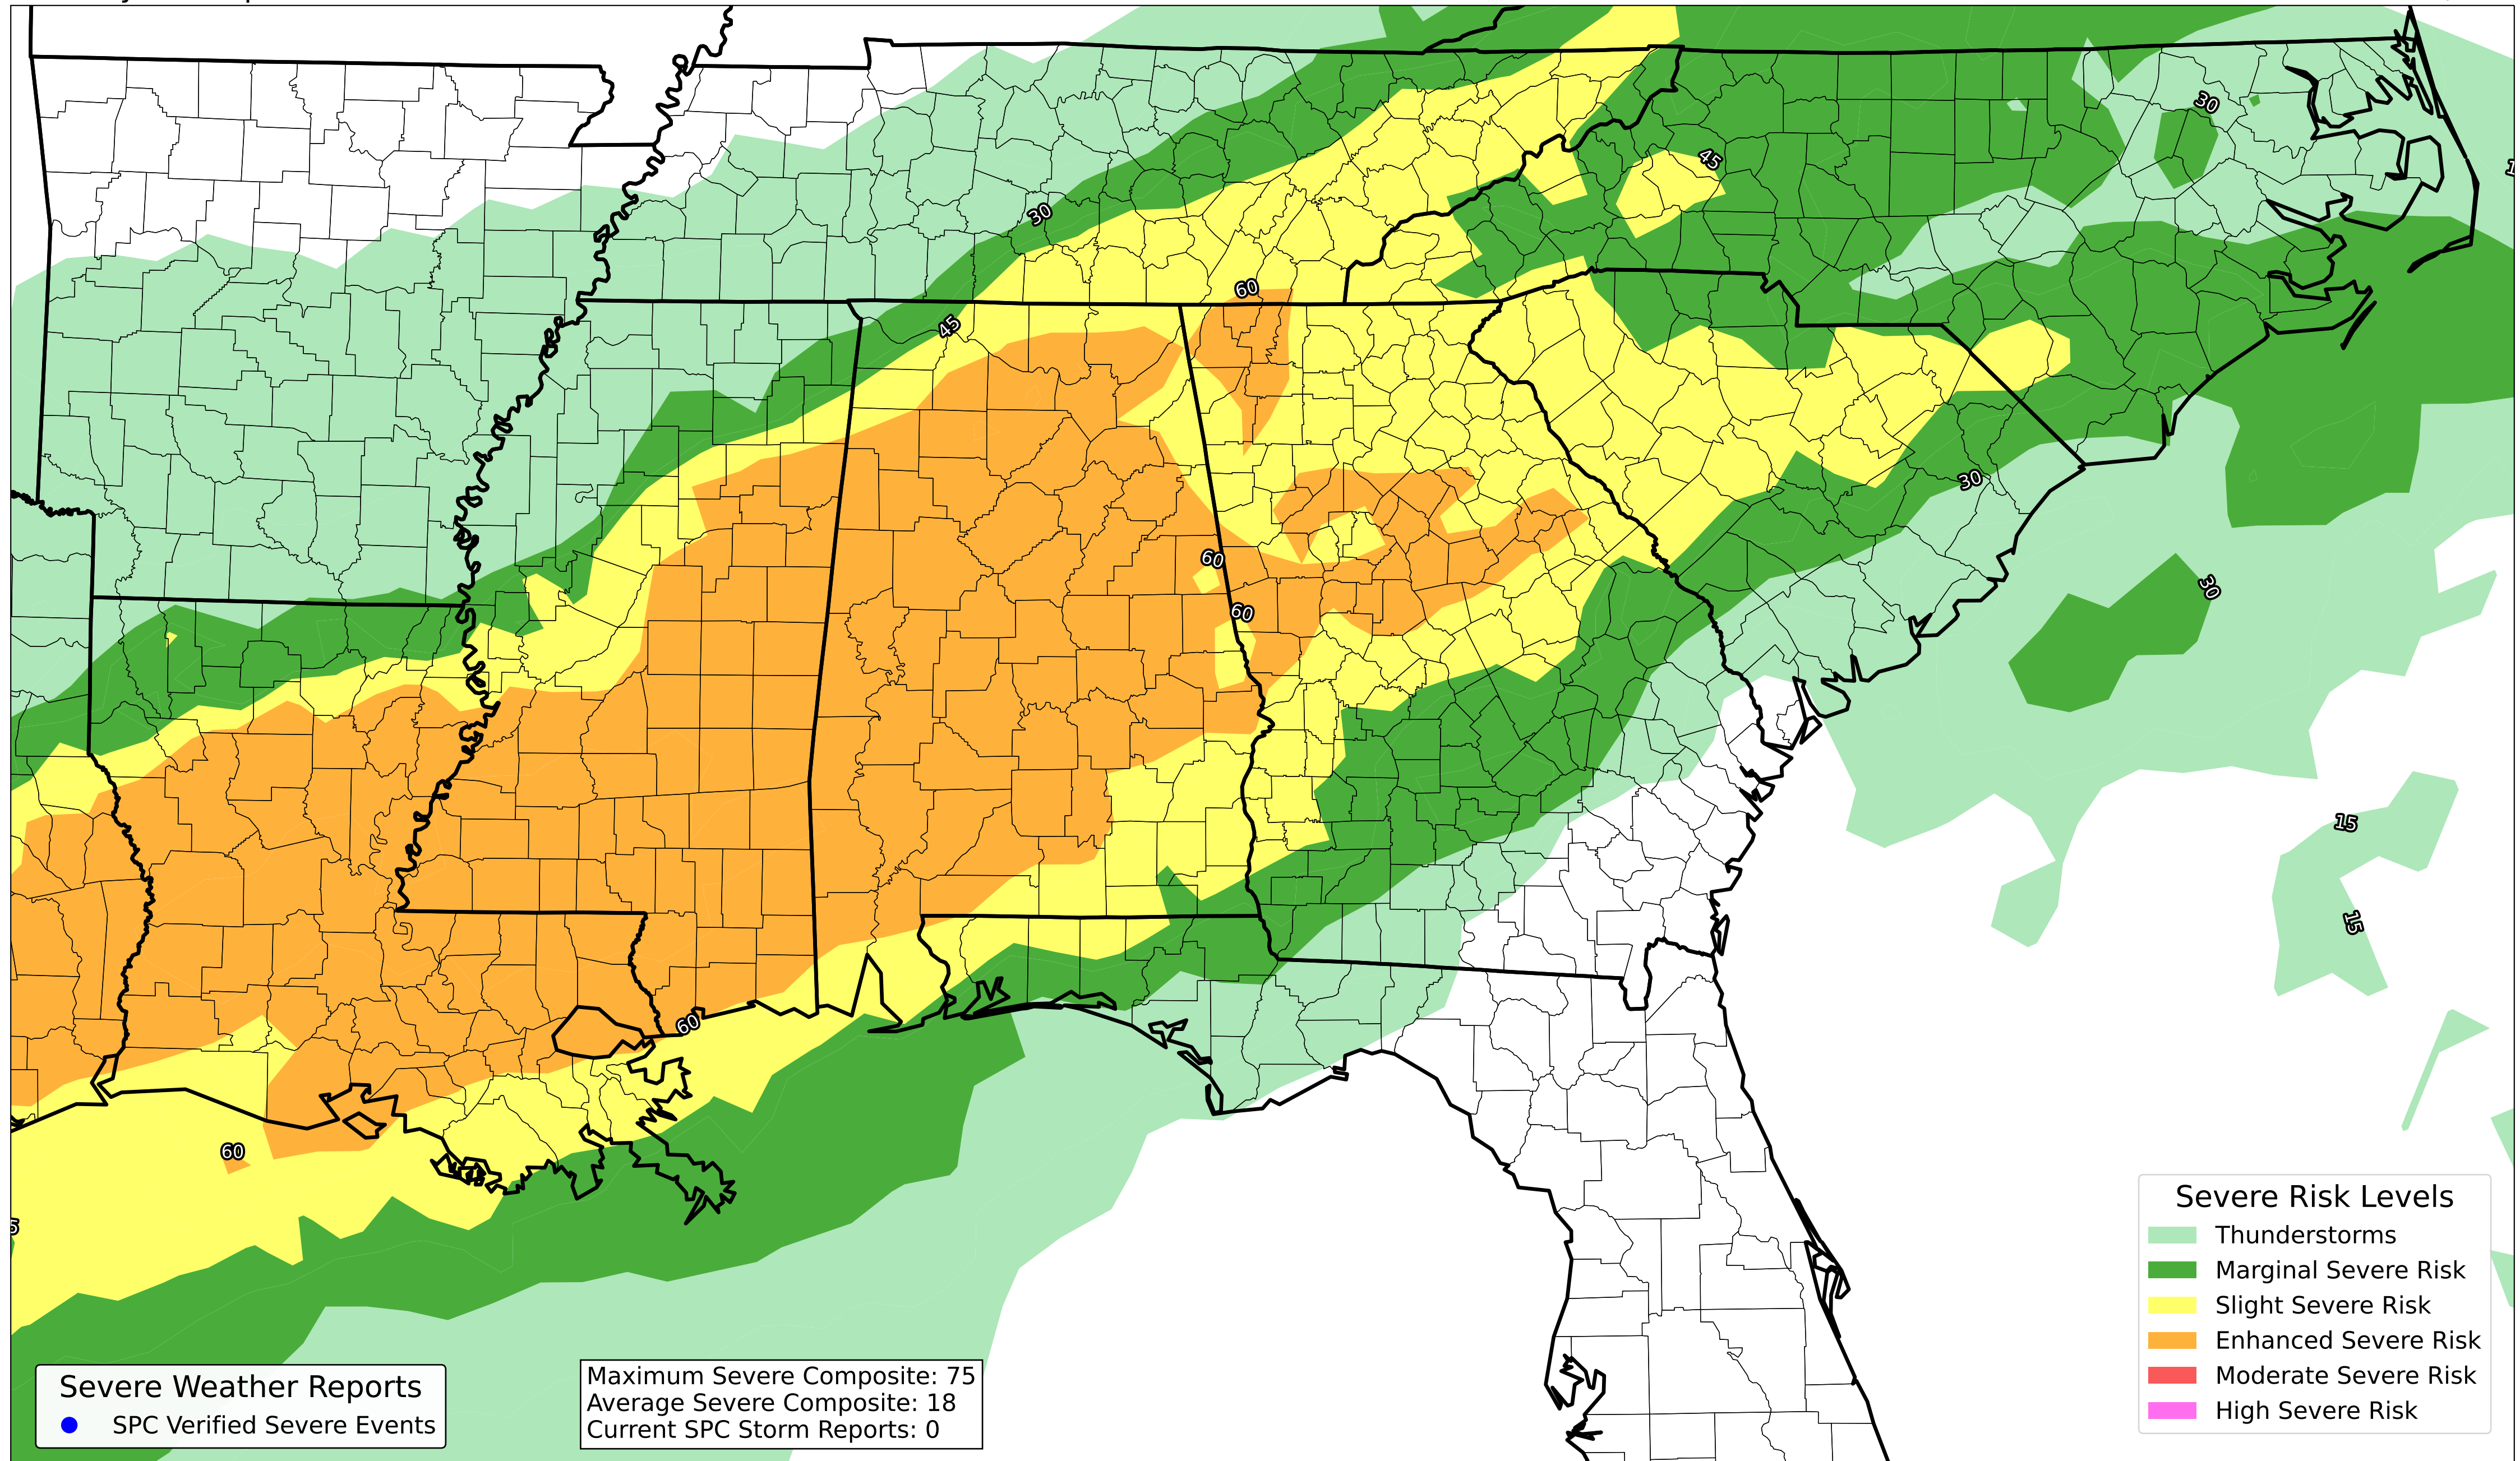 30
45
30
60
45
30
60
60
30
15
15
60
60
Severe Risk Levels
Thunderstorms
Marginal Severe Risk
Slight Severe Risk
Enhanced Severe Risk
Moderate Severe Risk
High Severe Risk
Severe Weather Reports
SPC Verified Severe Events
Maximum Severe Composite: 75
Average Severe Composite: 18
Current SPC Storm Reports: 0